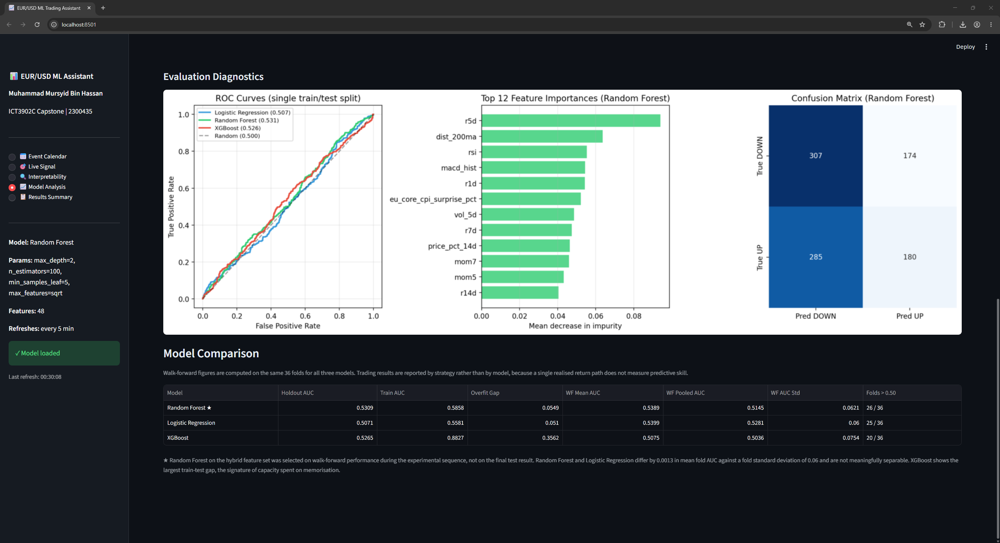 EUR/USD ML Trading Assistant
localhost:8501
Deploy
EUR/USD ML Assistant
Muhammad Mursyid Bin Hassan
ICT3902C Capstone | 2300435
Event Calendar
Live Signal
Interpretability
Model Analysis
Results Summary
Model: Random Forest
Params: max_depth=2,
n_estimators=100,
min_samples_leaf=5,
max_features=sqrt
Features: 48
Refreshes: every 5 min
✓ Model loaded
Last refresh: 00:30:08
Evaluation Diagnostics
ROC Curves (single train/test split)
Logistic Regression (0.507)
Random Forest (0.531)
XGBoost (0.526)
Random (0.500)
True Positive Rate
1.0
0.8
0.6
0.4
0.2
0.0
0.0 0.2 0.4 0.6 0.8 1.0
False Positive Rate
Top 12 Feature Importances (Random Forest)
r5d
dist_200ma
rsi
macd_hist
r1d
eu_core_cpi_surprise_pct
vol_5d
r7d
price_pct_14d
mom7
mom5
r14d
0.00 0.02 0.04 0.06 0.08
Mean decrease in impurity
Confusion Matrix (Random Forest)
True DOWN
307 174
True UP
285 180
Pred DOWN Pred UP
Model Comparison
Walk-forward figures are computed on the same 36 folds for all three models. Trading results are reported by strategy rather than by model, because a single realised return path does not measure predictive skill.
Model Holdout AUC Train AUC Overfit Gap WF Mean AUC WF Pooled AUC WF AUC Std Folds > 0.50
Random Forest ★ 0.5309 0.5858 0.0549 0.5389 0.5145 0.0621 26 / 36
Logistic Regression 0.5071 0.5581 0.051 0.5399 0.5281 0.06 25 / 36
XGBoost 0.5265 0.8827 0.3562 0.5075 0.5036 0.0754 20 / 36
★ Random Forest on the hybrid feature set was selected on walk-forward performance during the experimental sequence, not on the final test result. Random Forest and Logistic Regression differ by 0.0013 in mean fold AUC against a fold standard deviation of 0.06 and are not meaningfully separable. XGBoost shows the
largest train-test gap, the signature of capacity spent on memorisation.